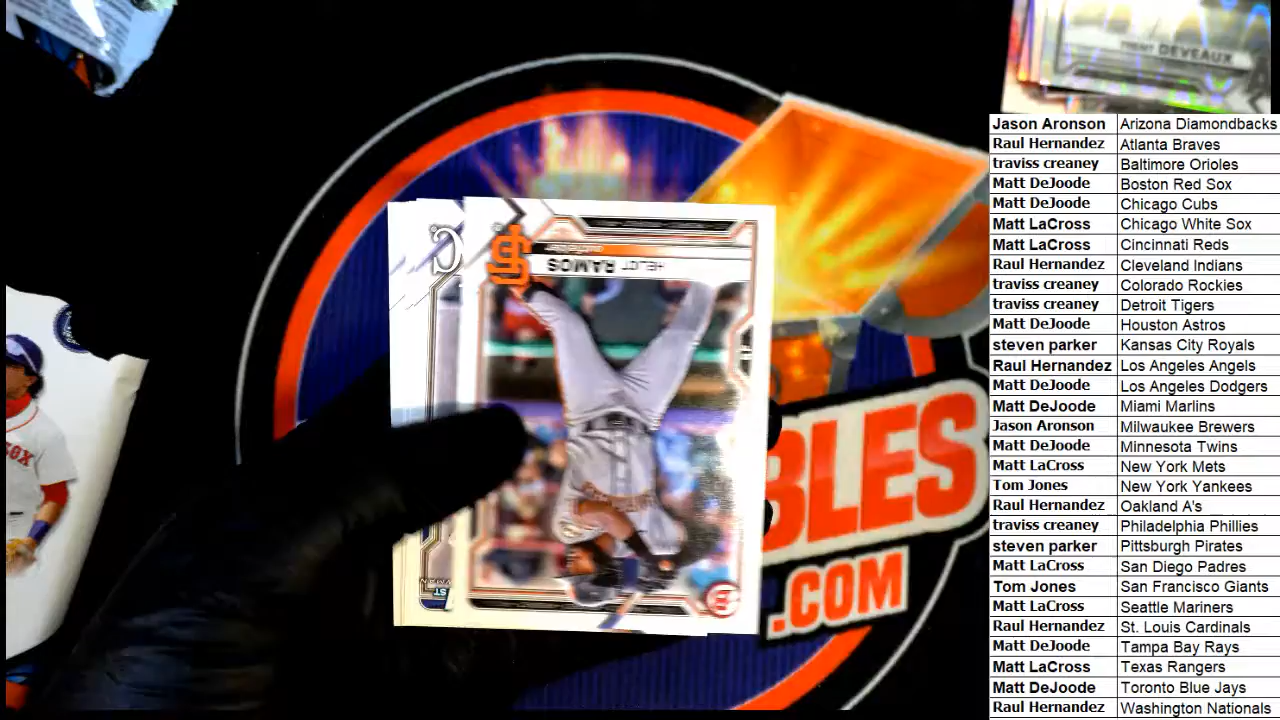 TRENT DEVEAUX
Jason Aronson Arizona Diamondbacks
Raul Hernandez Atlanta Braves
traviss creaney Baltimore Orioles
Matt DeJoode Boston Red Sox
Matt DeJoode Chicago Cubs
Matt LaCross Chicago White Sox
Matt LaCross Cincinnati Reds
Raul Hernandez Cleveland Indians
traviss creaney Colorado Rockies
traviss creaney Detroit Tigers
Matt DeJoode Houston Astros
steven parker Kansas City Royals
Raul Hernandez Los Angeles Angels
Matt DeJoode Los Angeles Dodgers
Matt DeJoode Miami Marlins
Jason Aronson Milwaukee Brewers
Matt DeJoode Minnesota Twins
Matt LaCross New York Mets
Tom Jones New York Yankees
Raul Hernandez Oakland A's
traviss creaney Philadelphia Phillies
steven parker Pittsburgh Pirates
Matt LaCross San Diego Padres
Tom Jones San Francisco Giants
Matt LaCross Seattle Mariners
Raul Hernandez St. Louis Cardinals
Matt DeJoode Tampa Bay Rays
Matt LaCross Texas Rangers
Matt DeJoode Toronto Blue Jays
Raul Hernandez Washington Nationals
HELIOT RAMOS
SF
C
B
1ST
BLES
.COM